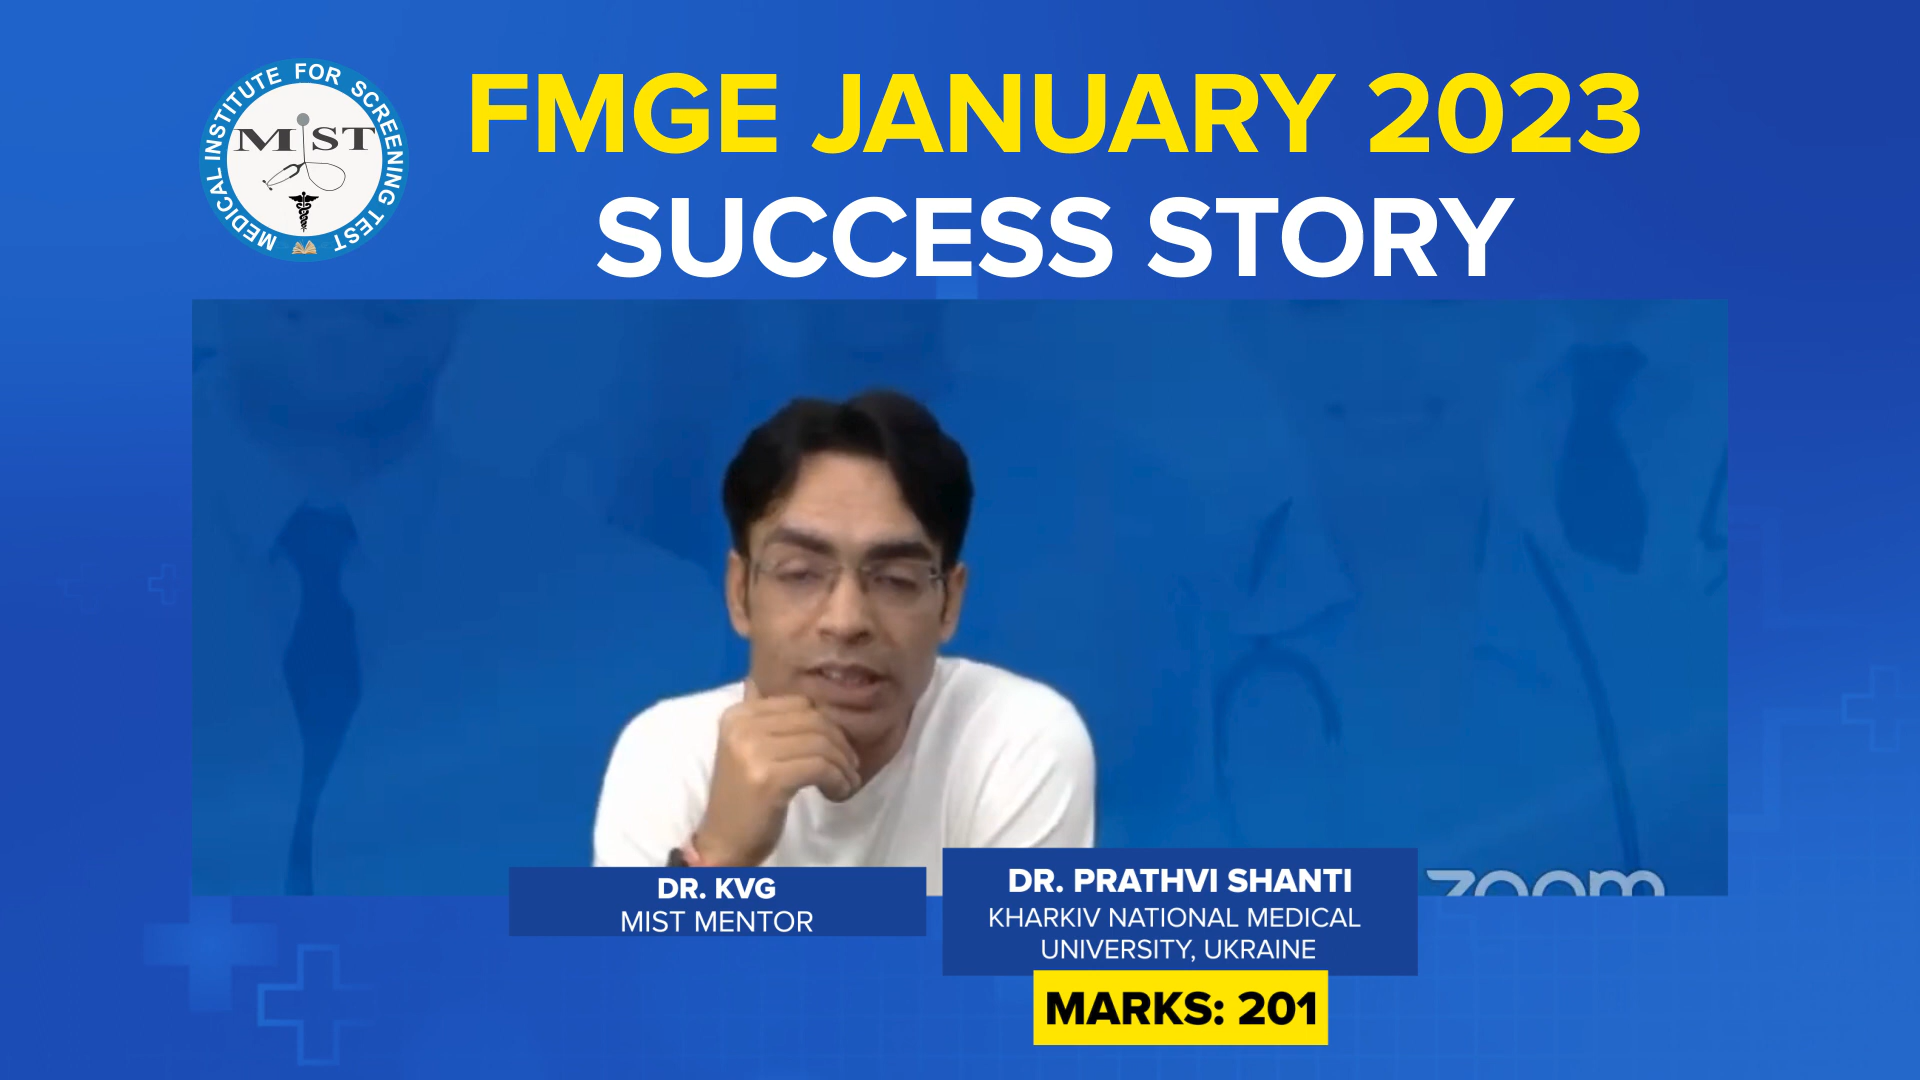 MEDICAL INSTITUTE FOR SCREENING TEST
MIST
FMGE JANUARY 2023
SUCCESS STORY
zoom
DR. KVG
MIST MENTOR
DR. PRATHVI SHANTI
KHARKIV NATIONAL MEDICAL
UNIVERSITY, UKRAINE
MARKS: 201